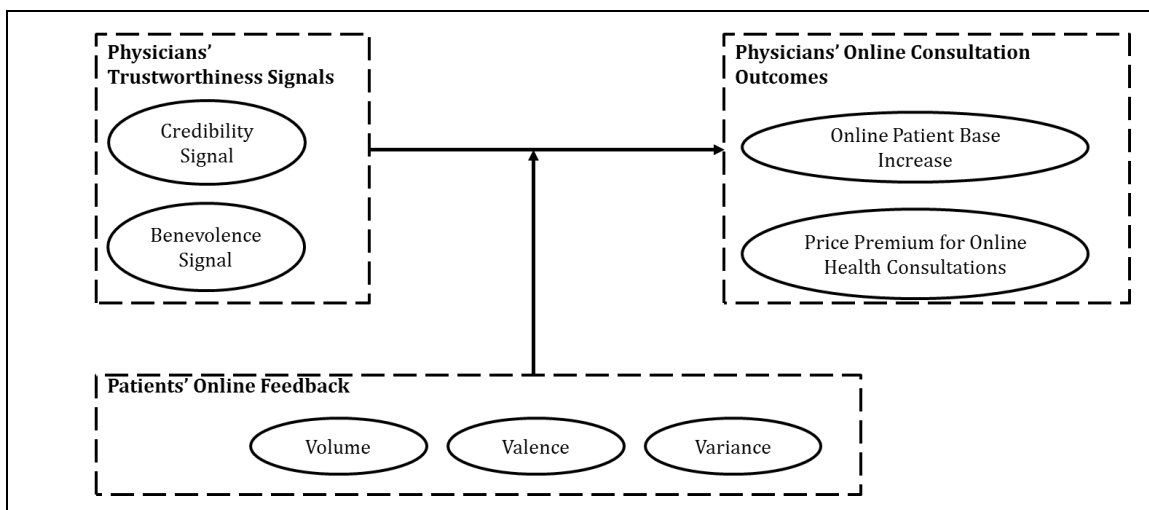 Physicians’
Trustworthiness Signals
Credibility
Signal
Benevolence
Signal
Physicians’ Online Consultation
Outcomes
Online Patient Base
Increase
Price Premium for Online
Health Consultations
Patients’ Online Feedback
Volume
Valence
Variance